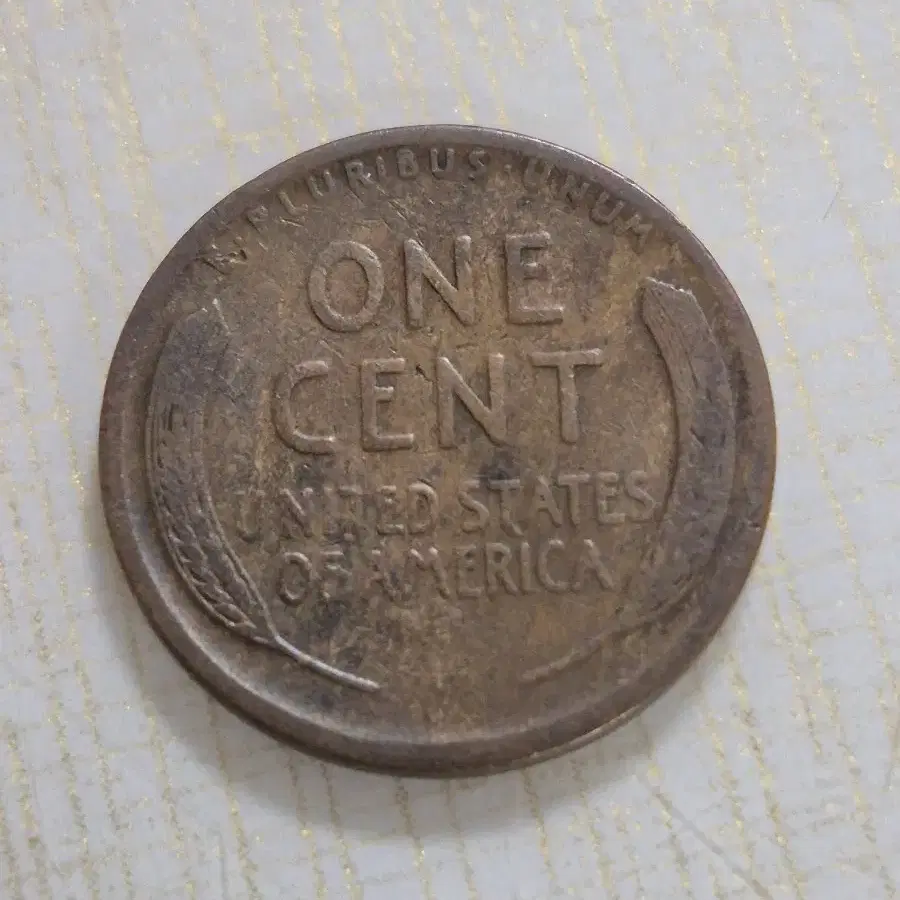 E·PLURIBUS·UNUM
ONE
CENT
UNITED STATES
OF AMERICA